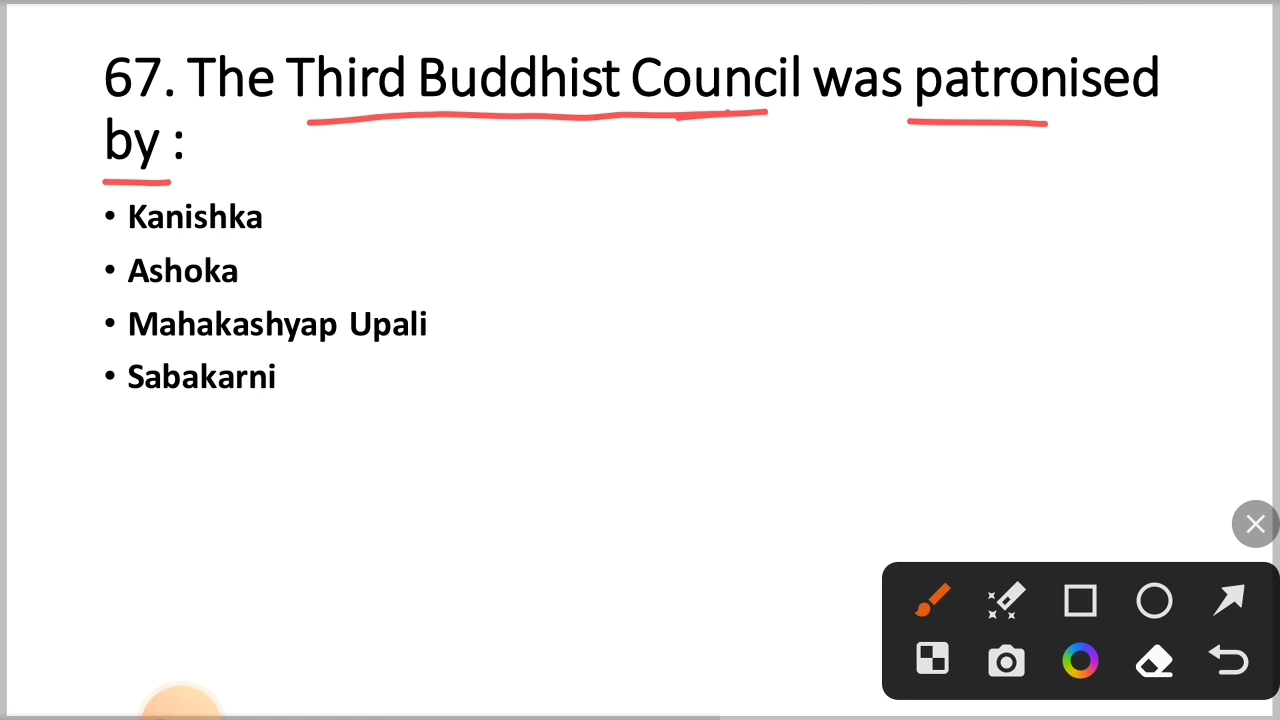 67. The Third Buddhist Council was patronised
by :
• Kanishka
• Ashoka
• Mahakashyap Upali
• Sabakarni